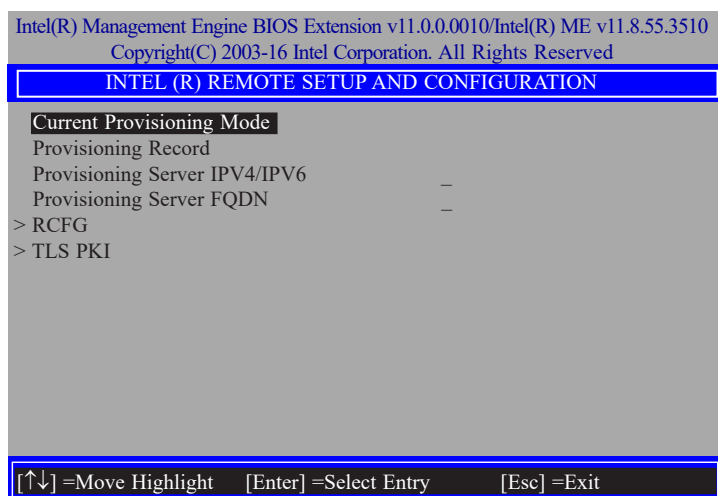 Intel(R) Management Engine BIOS Extension v11.0.0.0010/Intel(R) ME v11.8.55.3510
Copyright(C) 2003-16 Intel Corporation. All Rights Reserved
INTEL (R) REMOTE SETUP AND CONFIGURATION
Current Provisioning Mode
Provisioning Record
Provisioning Server IPV4/IPV6 _
Provisioning Server FQDN _
> RCFG
> TLS PKI
[↑↓] =Move Highlight [Enter] =Select Entry [Esc] =Exit